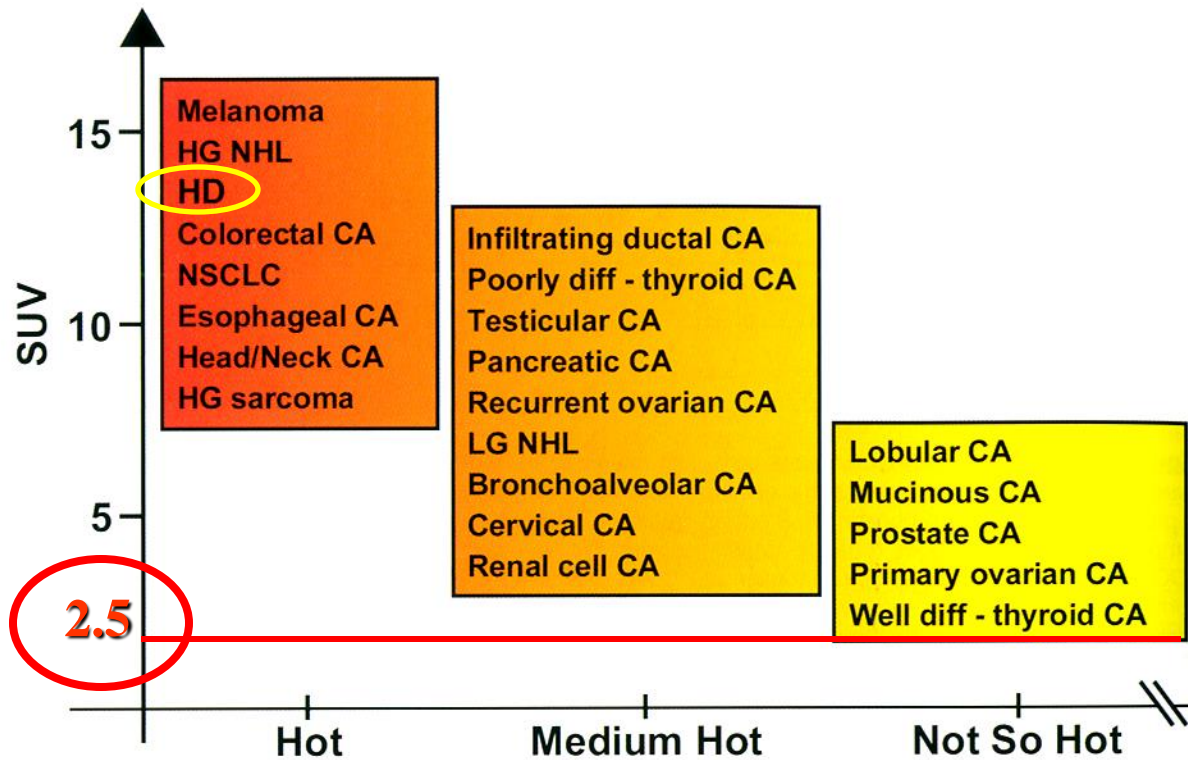 SUV
15
10
5
2.5
Melanoma
HG NHL
HD
Colorectal CA
NSCLC
Esophageal CA
Head/Neck CA
HG sarcoma
Infiltrating ductal CA
Poorly diff - thyroid CA
Testicular CA
Pancreatic CA
Recurrent ovarian CA
LG NHL
Bronchoalveolar CA
Cervical CA
Renal cell CA
Lobular CA
Mucinous CA
Prostate CA
Primary ovarian CA
Well diff - thyroid CA
Hot
Medium Hot
Not So Hot